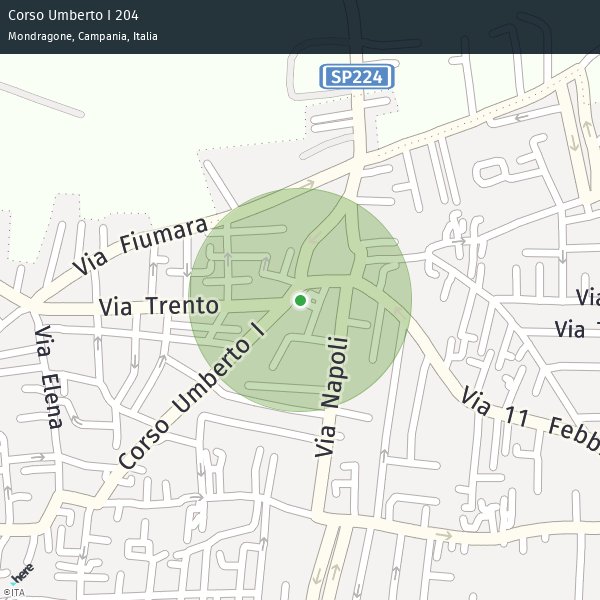 Corso Umberto I 204
Mondragone, Campania, Italia
SP224
Via Fiumara
Via Trento
Via
Via
Via Elena
Corso Umberto I
Via Napoli
Via 11 Febb
here
©ITA